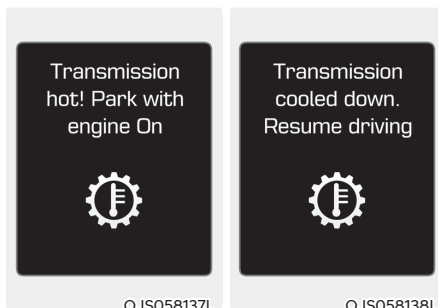 Transmission
hot! Park with
engine On
OJS058137L
Transmission
cooled down.
Resume driving
OJS058138L